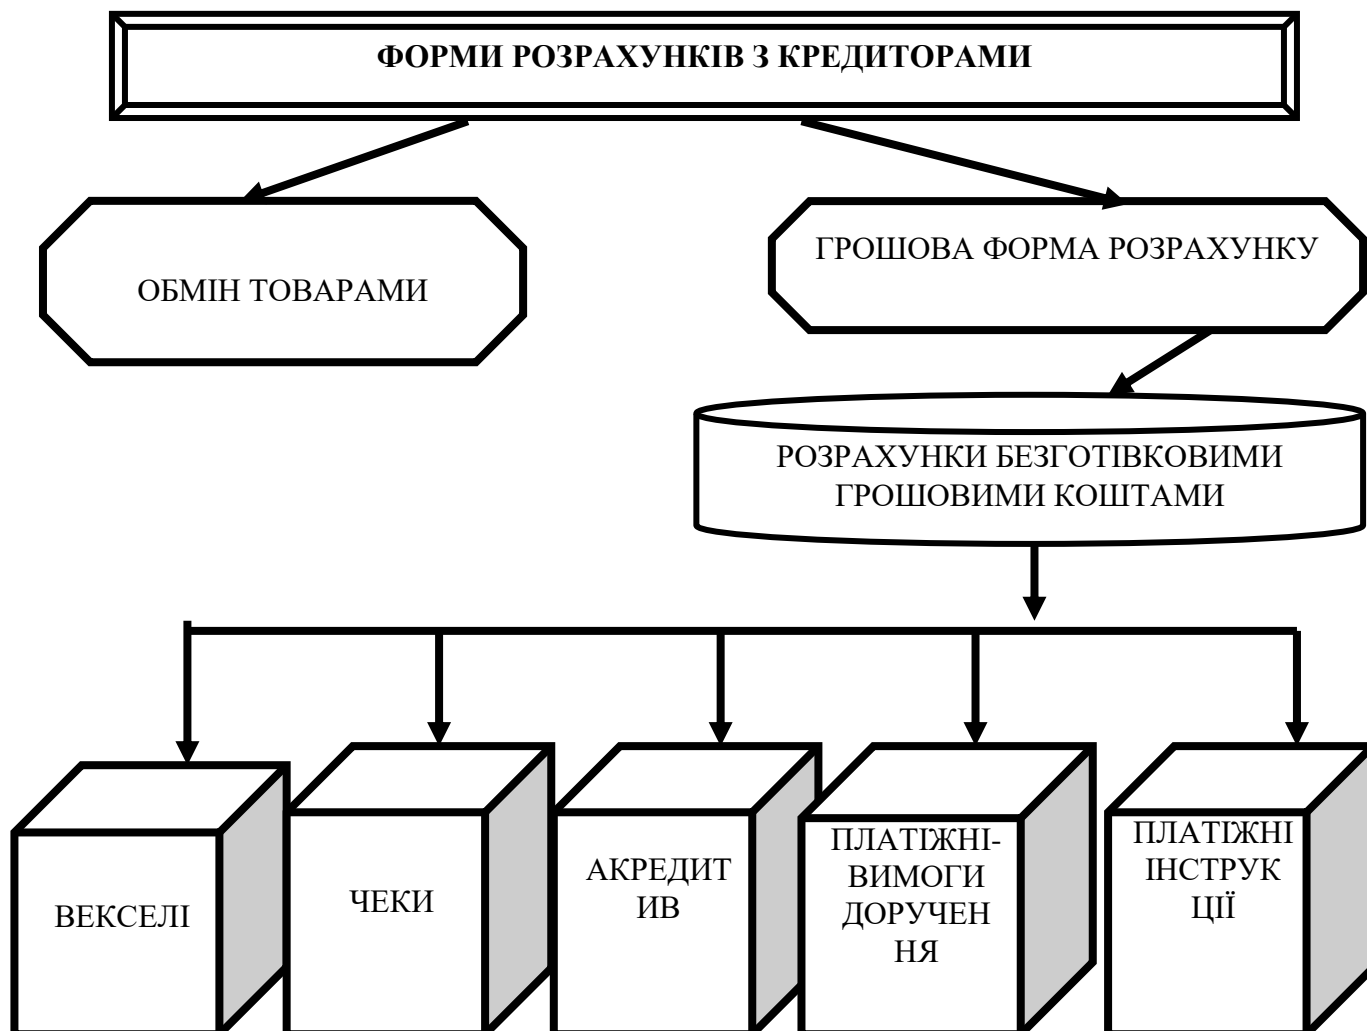 ФОРМИ РОЗРАХУНКІВ З КРЕДИТОРАМИ
ОБМІН ТОВАРАМИ
ГРОШОВА ФОРМА РОЗРАХУНКУ
РОЗРАХУНКИ БЕЗГОТІВКОВИМИ
ГРОШОВИМИ КОШТАМИ
ВЕКСЕЛІ
ЧЕКИ
АКРЕДИТ
ИВ
ПЛАТІЖНІ-
ВИМОГИ
ДОРУЧЕН
НЯ
ПЛАТІЖНІ
ІНСТРУК
ЦІЇ